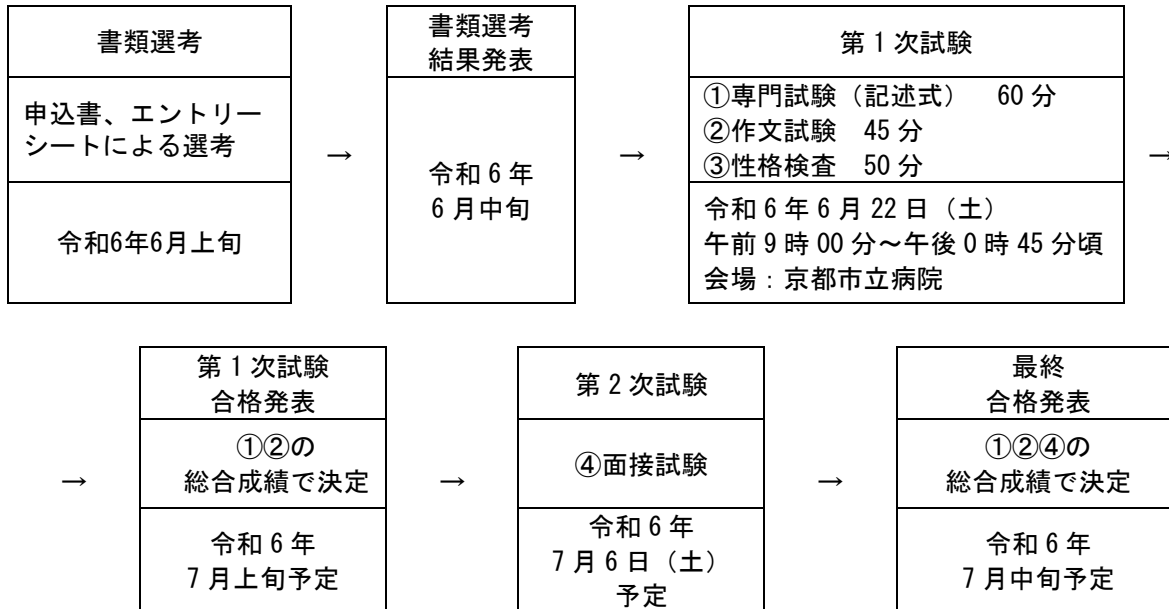 書類選考
申込書、エントリー
シートによる選考
令和6年6月上旬
→
書類選考
結果発表
令和6年
6月中旬
→
第1次試験
①専門試験（記述式）　60分
②作文試験　45分
③性格検査　50分
令和6年6月22日（土）
午前9時00分～午後0時45分頃
会場：京都市立病院
→
→
第1次試験
合格発表
①②の
総合成績で決定
令和6年
7月上旬予定
→
第2次試験
④面接試験
令和6年
7月6日（土）
予定
→
最終
合格発表
①②④の
総合成績で決定
令和6年
7月中旬予定